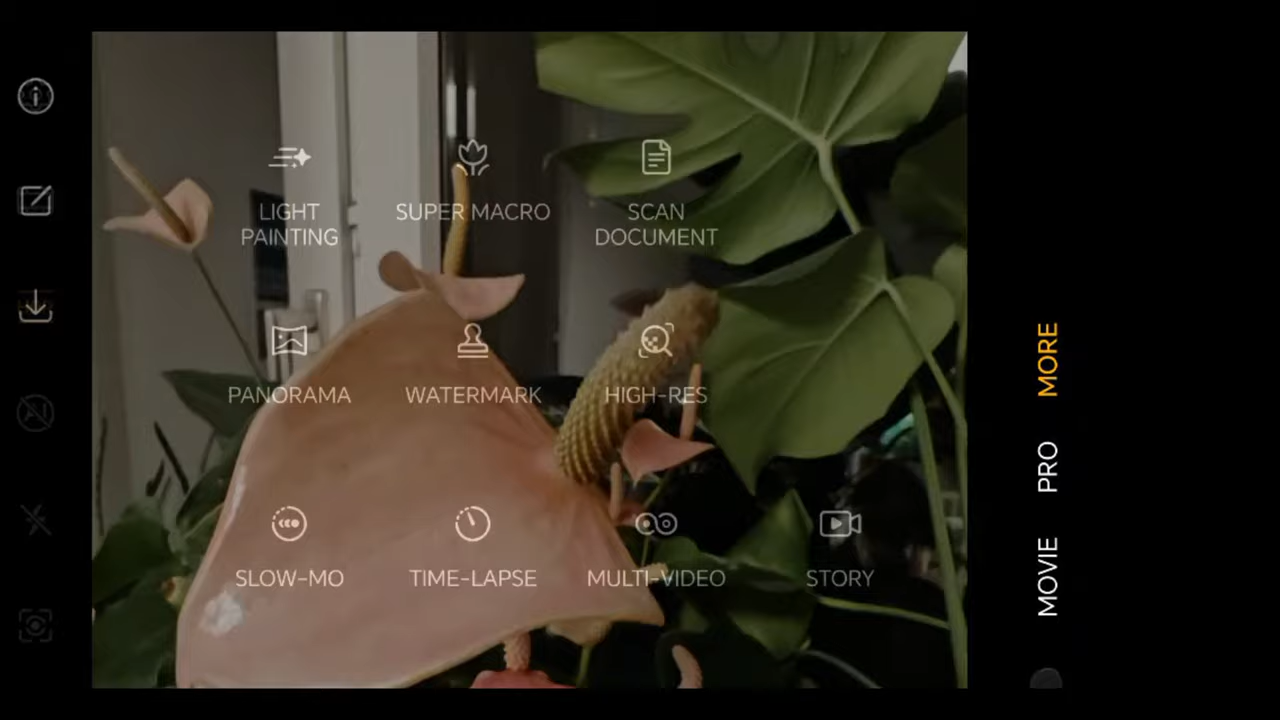 LIGHT
PAINTING
SUPER MACRO
SCAN
DOCUMENT
PANORAMA
WATERMARK
HIGH-RES
SLOW-MO
TIME-LAPSE
MULTI-VIDEO
STORY
MORE
PRO
MOVIE